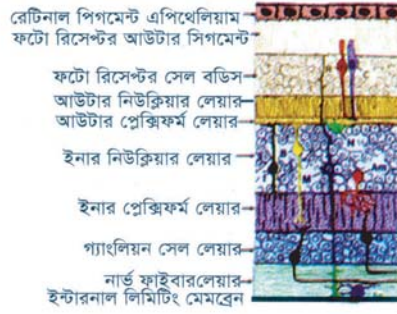 রেটিনাল পিগমেন্ট এপিথেলিয়াম
ফটো রিসেপ্টর আউটার সিগমেন্ট
ফটো রিসেপ্টর সেল বডিস
আউটার নিউক্লিয়ার লেয়ার
আউটার প্লেক্সিফর্ম লেয়ার
ইনার নিউক্লিয়ার লেয়ার
ইনার প্লেক্সিফর্ম লেয়ার
গ্যাংলিয়ন সেল লেয়ার
নার্ভ ফাইবারলেয়ার
ইন্টারনাল লিমিটিং মেমব্রেন